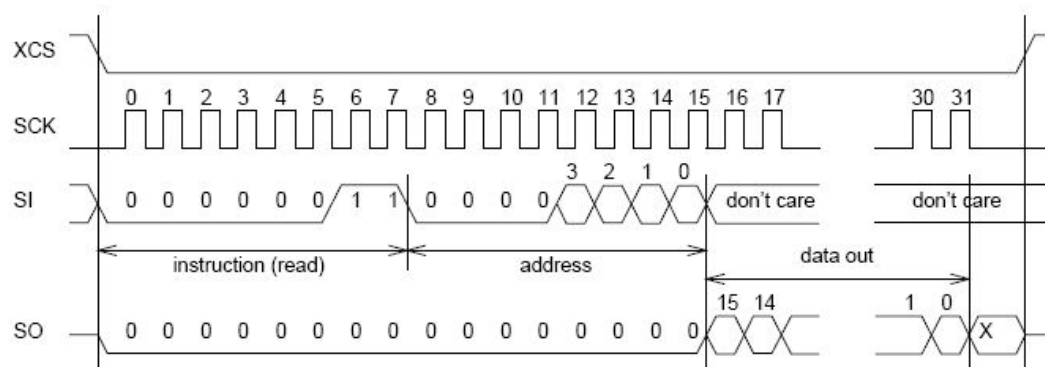 XCS
0 1 2 3 4 5 6 7 8 9 10 11 12 13 14 15 16 17 30 31
SCK
3 2 1 0
SI 0 0 0 0 0 0 1 1 0 0 0 0 don't care don't care
instruction (read) address data out
15 14 1 0
SO 0 0 0 0 0 0 0 0 0 0 0 0 0 0 0 0 X